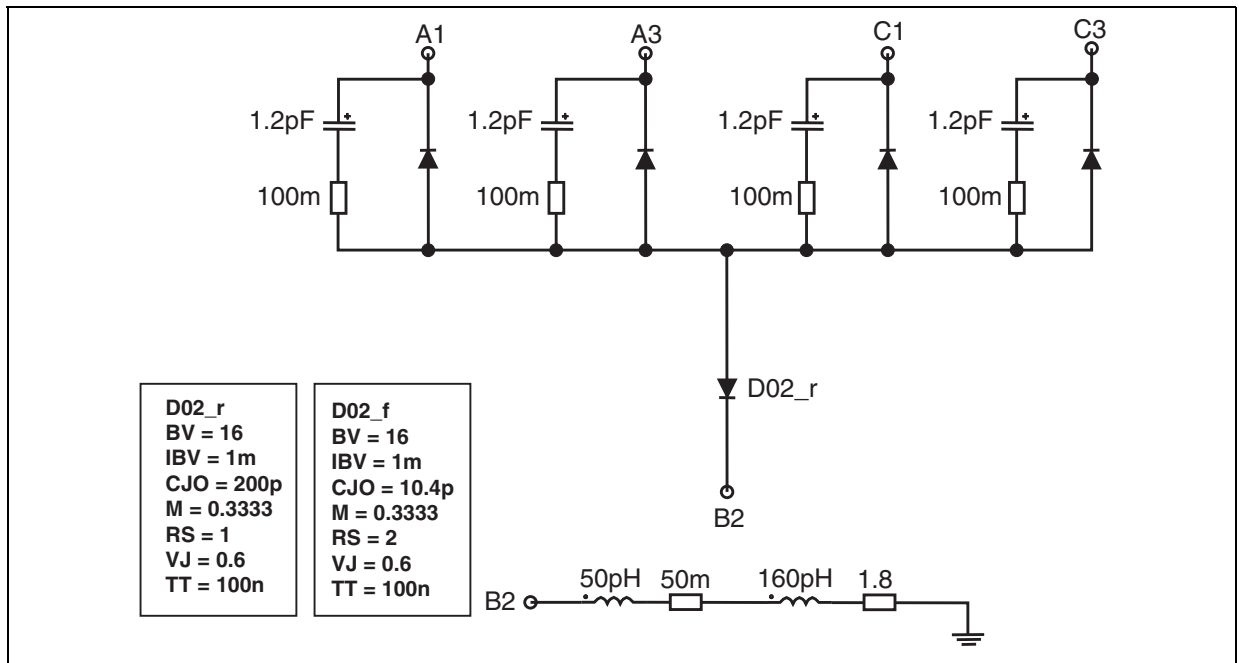 A1 A3 C1 C3
1.2pF 1.2pF 1.2pF 1.2pF
100m 100m 100m 100m
D02_r
B2
D02_r
BV = 16
IBV = 1m
CJO = 200p
M = 0.3333
RS = 1
VJ = 0.6
TT = 100n
D02_f
BV = 16
IBV = 1m
CJO = 10.4p
M = 0.3333
RS = 2
VJ = 0.6
TT = 100n
50pH 50m 160pH 1.8
B2